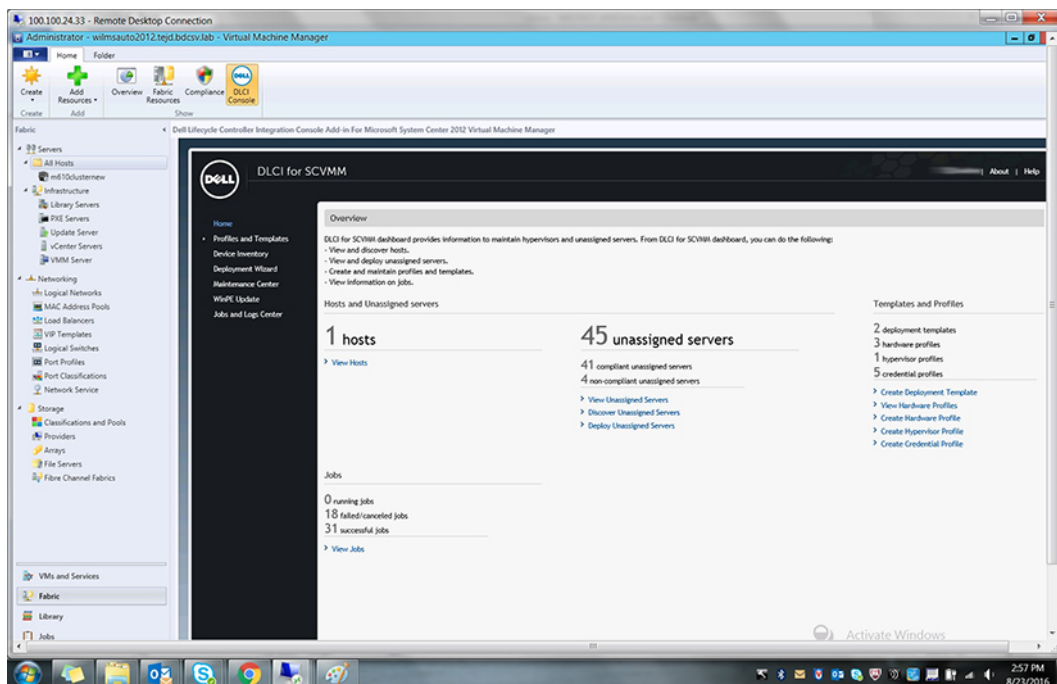 100.100.24.33 - Remote Desktop Connection
Administrator - wilmsauto2012.tejd.bdcsv.lab - Virtual Machine Manager
Home Folder
Create
Add Resources
Overview
Fabric Resources
Compliance
DLCI Console
Create Add Show
Fabric
Dell Lifecycle Controller Integration Console Add-in For Microsoft System Center 2012 Virtual Machine Manager
Servers
All Hosts
m610clusternew
Infrastructure
Library Servers
PXE Servers
Update Server
vCenter Servers
VMM Server
Networking
Logical Networks
MAC Address Pools
Load Balancers
VIP Templates
Logical Switches
Port Profiles
Port Classifications
Network Service
Storage
Classifications and Pools
Providers
Arrays
File Servers
Fibre Channel Fabrics
VMs and Services
Fabric
Library
Jobs
DELL
DLCI for SCVMM
| About | Help
Home
Profiles and Templates
Device Inventory
Deployment Wizard
Maintenance Center
WinPE Update
Jobs and Logs Center
Overview
DLCI for SCVMM dashboard provides information to maintain hypervisors and unassigned servers. From DLCI for SCVMM dashboard, you can do the following:
- View and discover hosts.
- View and deploy unassigned servers.
- Create and maintain profiles and templates.
- View information on jobs.
Hosts and Unassigned servers
1 hosts
View Hosts
45 unassigned servers
41 compliant unassigned servers
4 non-compliant unassigned servers
View Unassigned Servers
Discover Unassigned Servers
Deploy Unassigned Servers
Templates and Profiles
2 deployment templates
3 hardware profiles
1 hypervisor profiles
5 credential profiles
Create Deployment Template
View Hardware Profiles
Create Hardware Profile
Create Hypervisor Profile
Create Credential Profile
Jobs
0 running jobs
18 failed/canceled jobs
31 successful jobs
View Jobs
Activate Windows
2:57 PM
8/23/2016